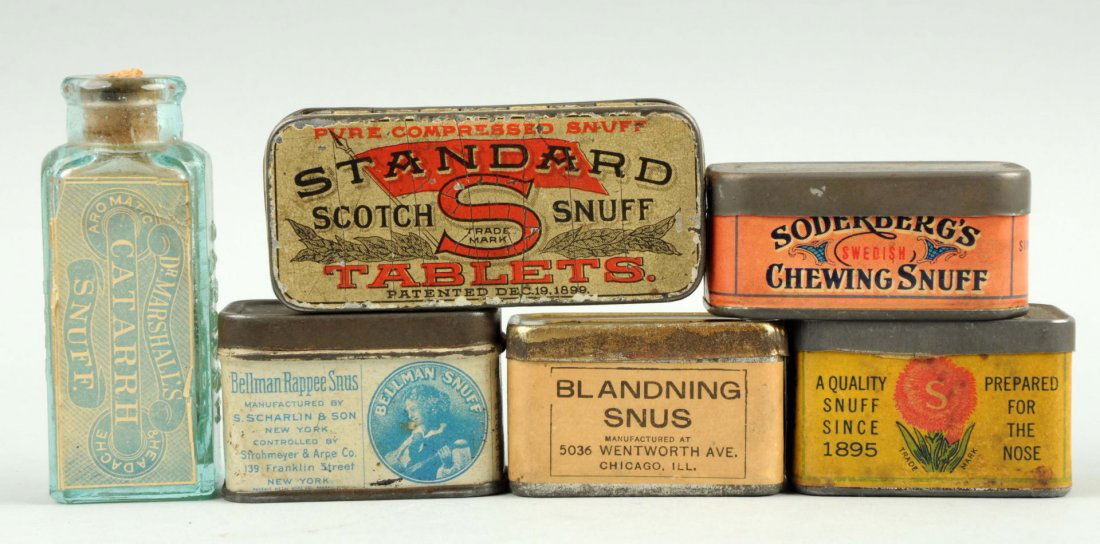 AROMATIC
DR MARSHALL'S
CATARRH
SNUFF
& HEADACHE
PURE COMPRESSED SNUFF
STANDARD
SCOTCH S SNUFF
TRADE
MARK
TABLETS.
PATENTED DEC. 19, 1899.
SODERBERG'S
SWEDISH
CHEWING SNUFF
Bellman Rappee Snus
MANUFACTURED BY
S. SCHARLIN & SON
NEW YORK
CONTROLLED BY
Strohmeyer & Arpe Co.
139 Franklin Street
NEW YORK
BELLMAN SNUFF
BLANDNING
SNUS
MANUFACTURED AT
5036 WENTWORTH AVE.
CHICAGO, ILL.
A QUALITY
SNUFF
SINCE
1895
S
TRADE MARK
PREPARED
FOR
THE
NOSE